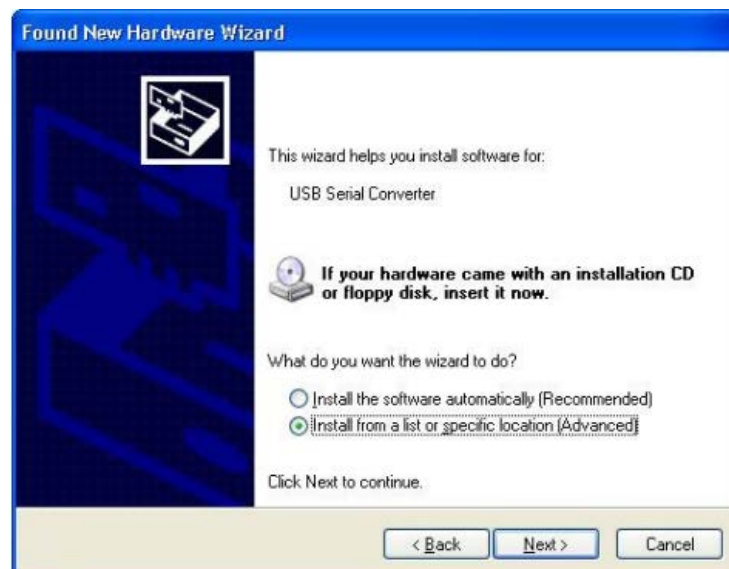 Found New Hardware Wizard
This wizard helps you install software for:
USB Serial Converter
If your hardware came with an installation CD
or floppy disk, insert it now.
What do you want the wizard to do?
Install the software automatically (Recommended)
Install from a list or specific location (Advanced)
Click Next to continue.
< Back
Next >
Cancel